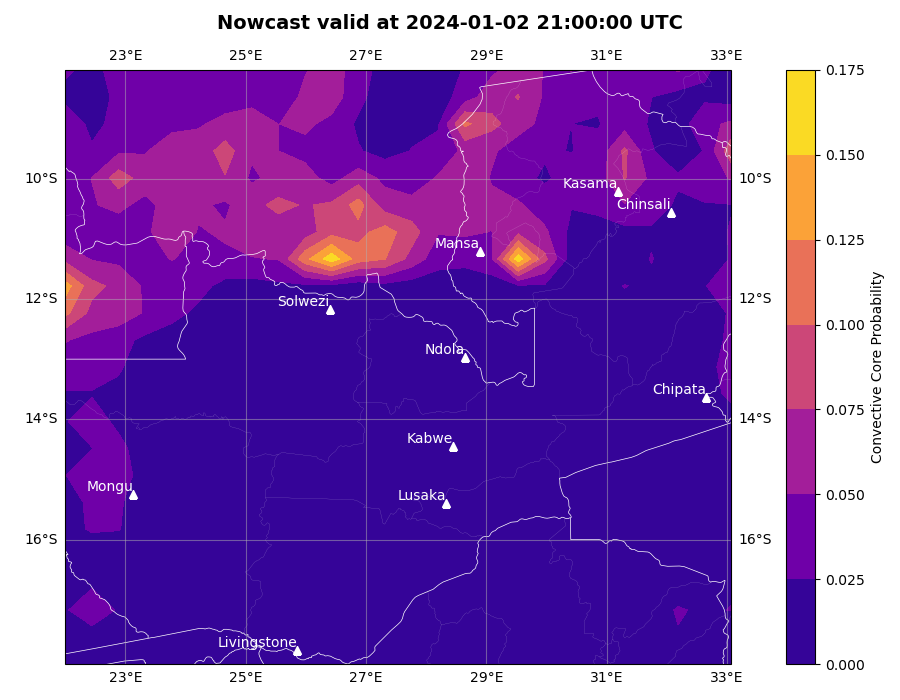 Nowcast valid at 2024-01-02 21:00:00 UTC
23°E 25°E 27°E 29°E 31°E 33°E
0.175
0.150
0.125
0.100
0.075
0.050
0.025
0.000
Convective Core Probability
10°S 10°S
12°S 12°S
14°S 14°S
16°S 16°S
Kasama
Chinsali
Mansa
Solwezi
Ndola
Chipata
Kabwe
Mongu
Lusaka
Livingstone
23°E 25°E 27°E 29°E 31°E 33°E